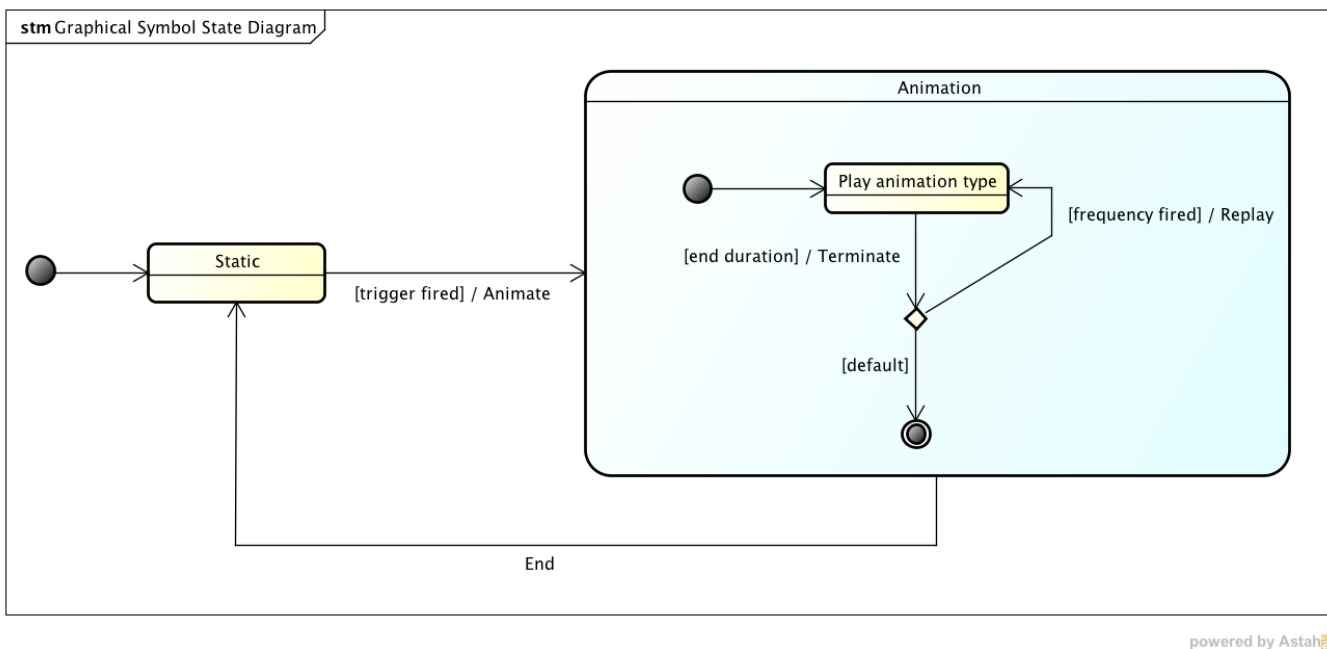 stm Graphical Symbol State Diagram
Animation
Play animation type
[frequency fired] / Replay
[end duration] / Terminate
Static
[trigger fired] / Animate
[default]
End
powered by Astah